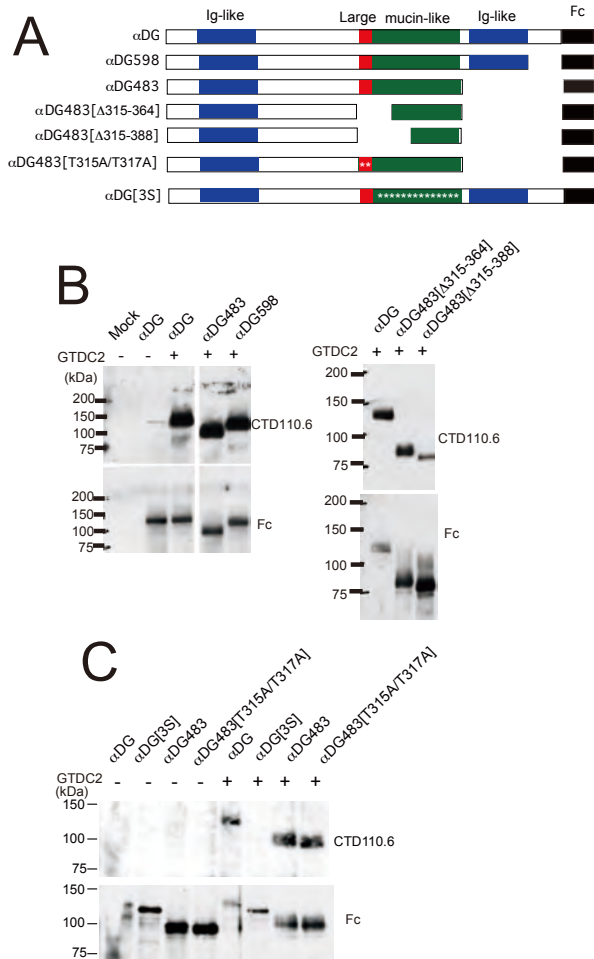 A
Ig-like Large mucin-like Ig-like Fc
αDG
αDG598
αDG483
αDG483[Δ315-364]
αDG483[Δ315-388]
αDG483[T315A/T317A]
**
αDG[3S]
**************
B
Mock αDG αDG αDG483 αDG598
GTDC2 - - + + +
(kDa)
200
150
100
75
CTD110.6
200
150
100
75
Fc
αDG αDG483[Δ315-364] αDG483[Δ315-388]
GTDC2 + + +
200
150
100
75
CTD110.6
200
150
100
75
Fc
C
αDG αDG[3S] αDG483 αDG483[T315A/T317A] αDG αDG[3S] αDG483 αDG483[T315A/T317A]
GTDC2 - - - - + + + +
(kDa)
150
100
75
CTD110.6
150
100
75
Fc